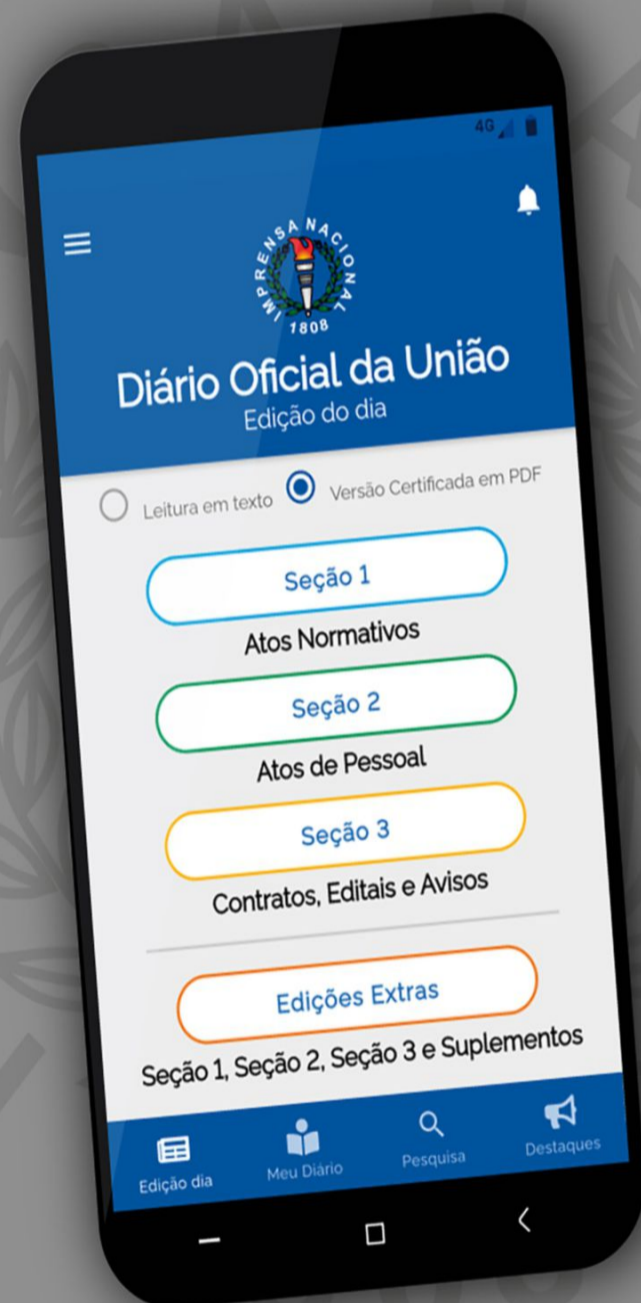 4G
IMPRENSA NACIONAL
1808
Diário Oficial da União
Edição do dia
Leitura em texto Versão Certificada em PDF
Seção 1
Atos Normativos
Seção 2
Atos de Pessoal
Seção 3
Contratos, Editais e Avisos
Edições Extras
Seção 1, Seção 2, Seção 3 e Suplementos
Edição dia Meu Diário Pesquisa Destaques